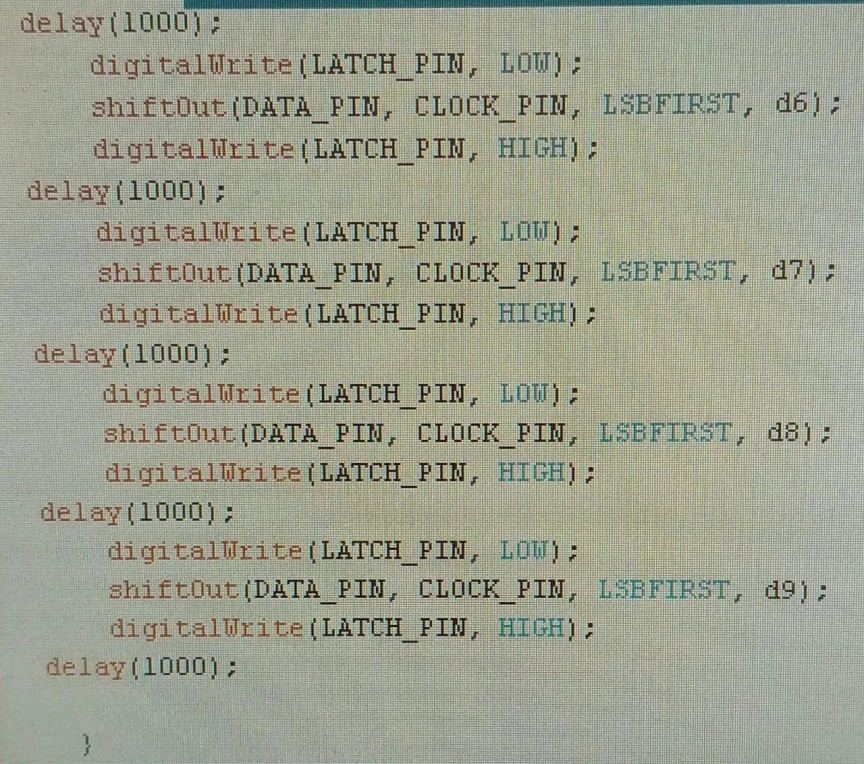 delay(1000);
digitalWrite(LATCH_PIN, LOW);
shiftOut(DATA_PIN, CLOCK_PIN, LSBFIRST, d6);
digitalWrite(LATCH_PIN, HIGH);
delay(1000);
digitalWrite(LATCH_PIN, LOW);
shiftOut(DATA_PIN, CLOCK_PIN, LSBFIRST, d7);
digitalWrite(LATCH_PIN, HIGH);
delay(1000);
digitalWrite(LATCH_PIN, LOW);
shiftOut(DATA_PIN, CLOCK_PIN, LSBFIRST, d8);
digitalWrite(LATCH_PIN, HIGH);
delay(1000);
digitalWrite(LATCH_PIN, LOW);
shiftOut(DATA_PIN, CLOCK_PIN, LSBFIRST, d9);
digitalWrite(LATCH_PIN, HIGH);
delay(1000);
}